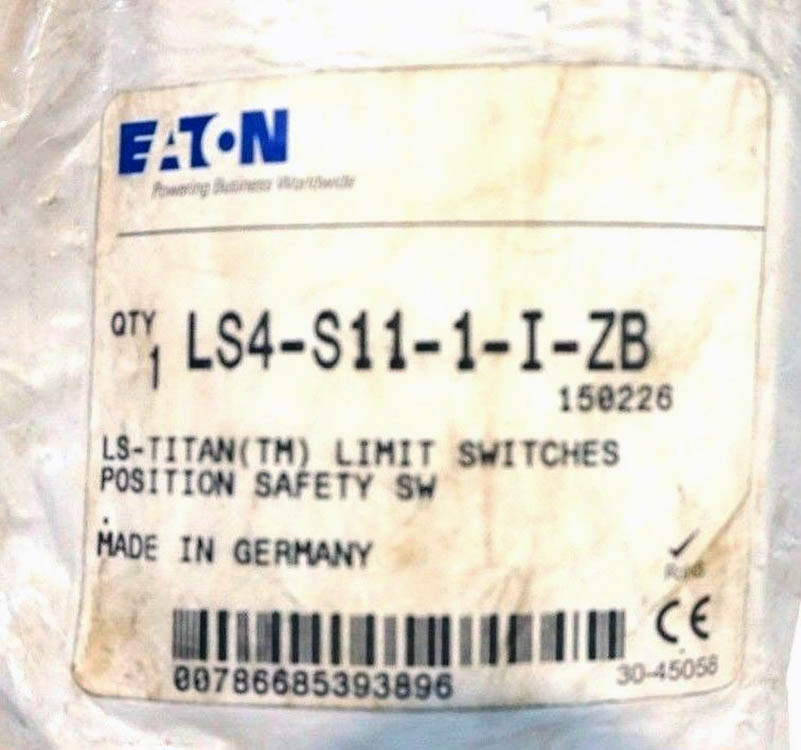 EATON
Powering Business Worldwide
QTY LS4-S11-1-I-ZB
1
150226
LS-TITAN(TM) LIMIT SWITCHES
POSITION SAFETY SW
.
MADE IN GERMANY
RoHS
CE
00786685393896
30-45058